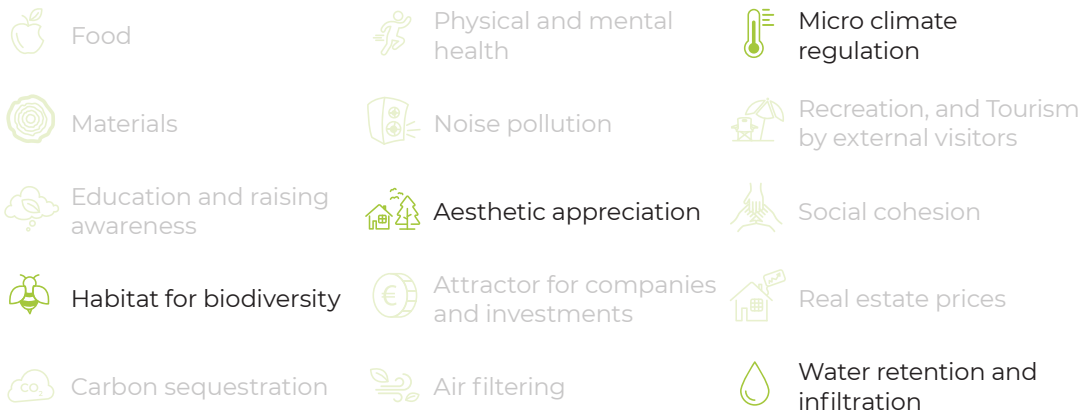 Food
Physical and mental
health
Micro climate
regulation
Materials
Noise pollution
Recreation, and Tourism
by external visitors
Education and raising
awareness
Aesthetic appreciation
Social cohesion
Habitat for biodiversity
€
Attractor for companies
and investments
Real estate prices
CO₂
Carbon sequestration
Air filtering
Water retention and
infiltration